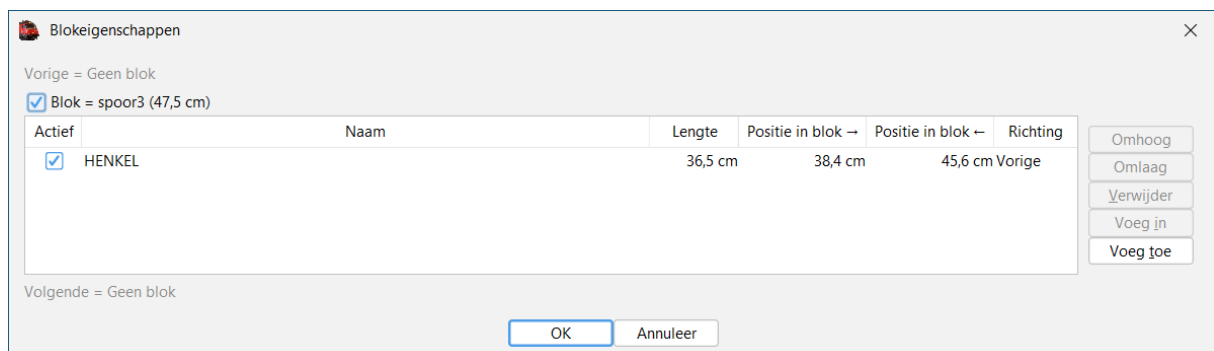 Blokeigenschappen
Vorige = Geen blok
Blok = spoor3 (47,5 cm)
Actief Naam Lengte Positie in blok → Positie in blok ← Richting
HENKEL 36,5 cm 38,4 cm 45,6 cm Vorige
Omhoog
Omlaag
Verwijder
Voeg in
Voeg toe
Volgende = Geen blok
OK Annuleer